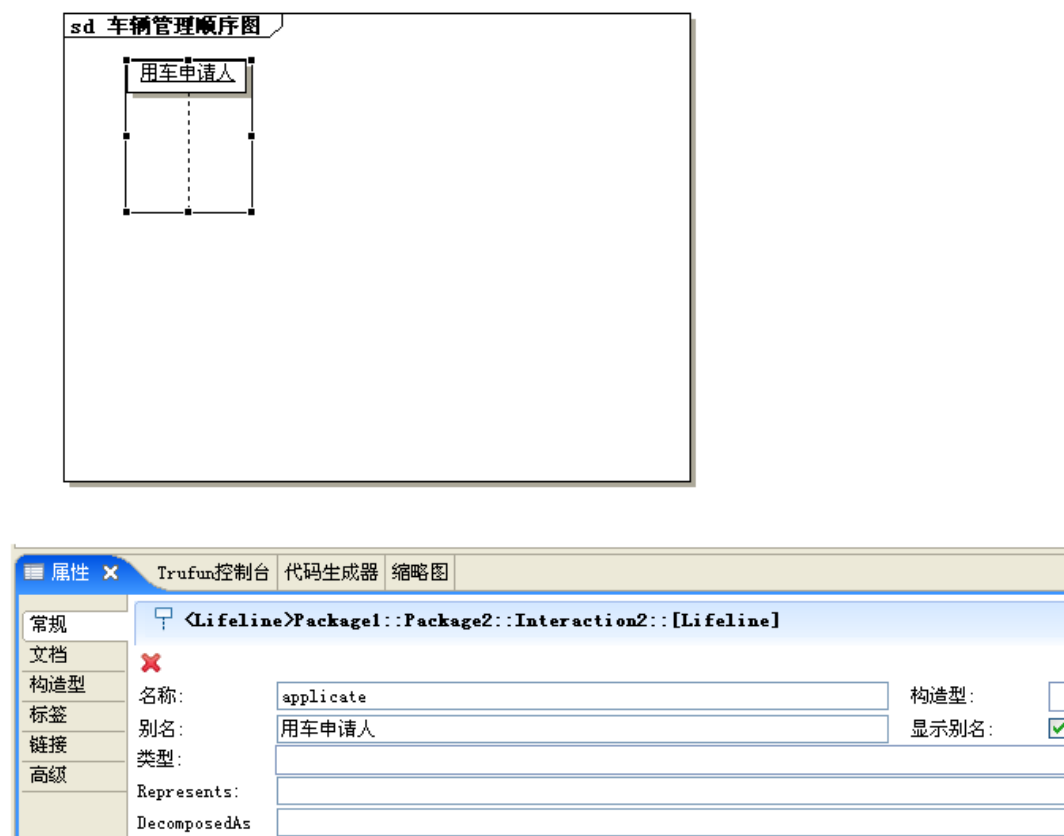 sd 车辆管理顺序图
用车申请人
属性 Trufun控制台 代码生成器 缩略图
常规
文档
构造型
标签
链接
高级
<Lifeline>Package1::Package2::Interaction2::[Lifeline]
名称: applicate 构造型:
别名: 用车申请人 显示别名:
类型:
Represents:
DecomposedAs